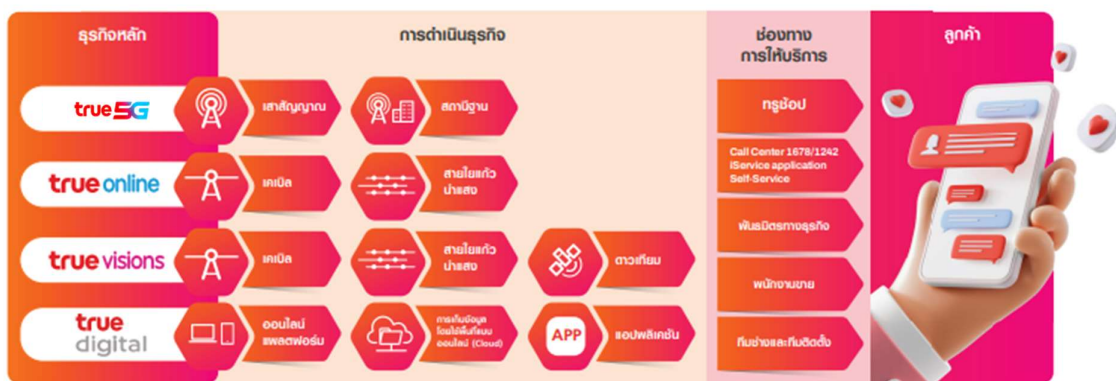 ธุรกิจหลัก
การดำเนินธุรกิจ
ช่องทาง
การให้บริการ
ลูกค้า
true 5G
เสาสัญญาณ
สถานีฐาน
ทรูช้อป
true online
เคเบิล
สายใยแก้ว
นำแสง
Call Center 1678/1242
iService application
Self-Service
true visions
เคเบิล
สายใยแก้ว
นำแสง
ดาวเทียม
พันธมิตรทางธุรกิจ
พนักงานขาย
true
digital
ออนไลน์
แพลตฟอร์ม
การเก็บข้อมูล
โดยใช้พื้นที่แบบ
ออนไลน์ (Cloud)
APP
แอปพลิเคชัน
ทีมช่างและทีมติดตั้ง